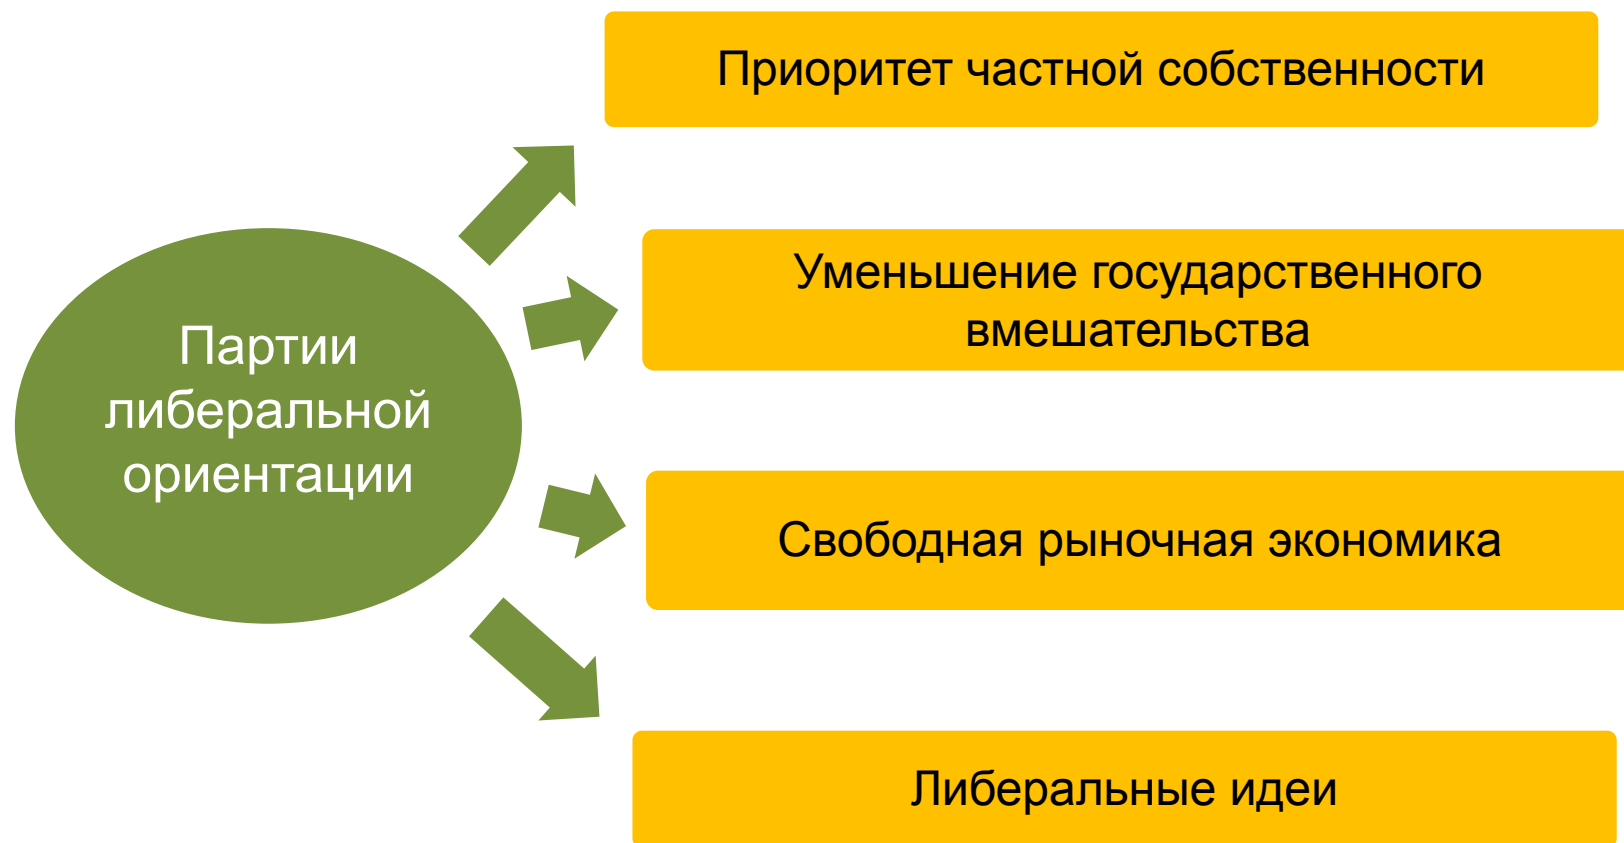 Приоритет частной собственности
Уменьшение государственного
вмешательства
Партии
либеральной
ориентации
Свободная рыночная экономика
Либеральные идеи